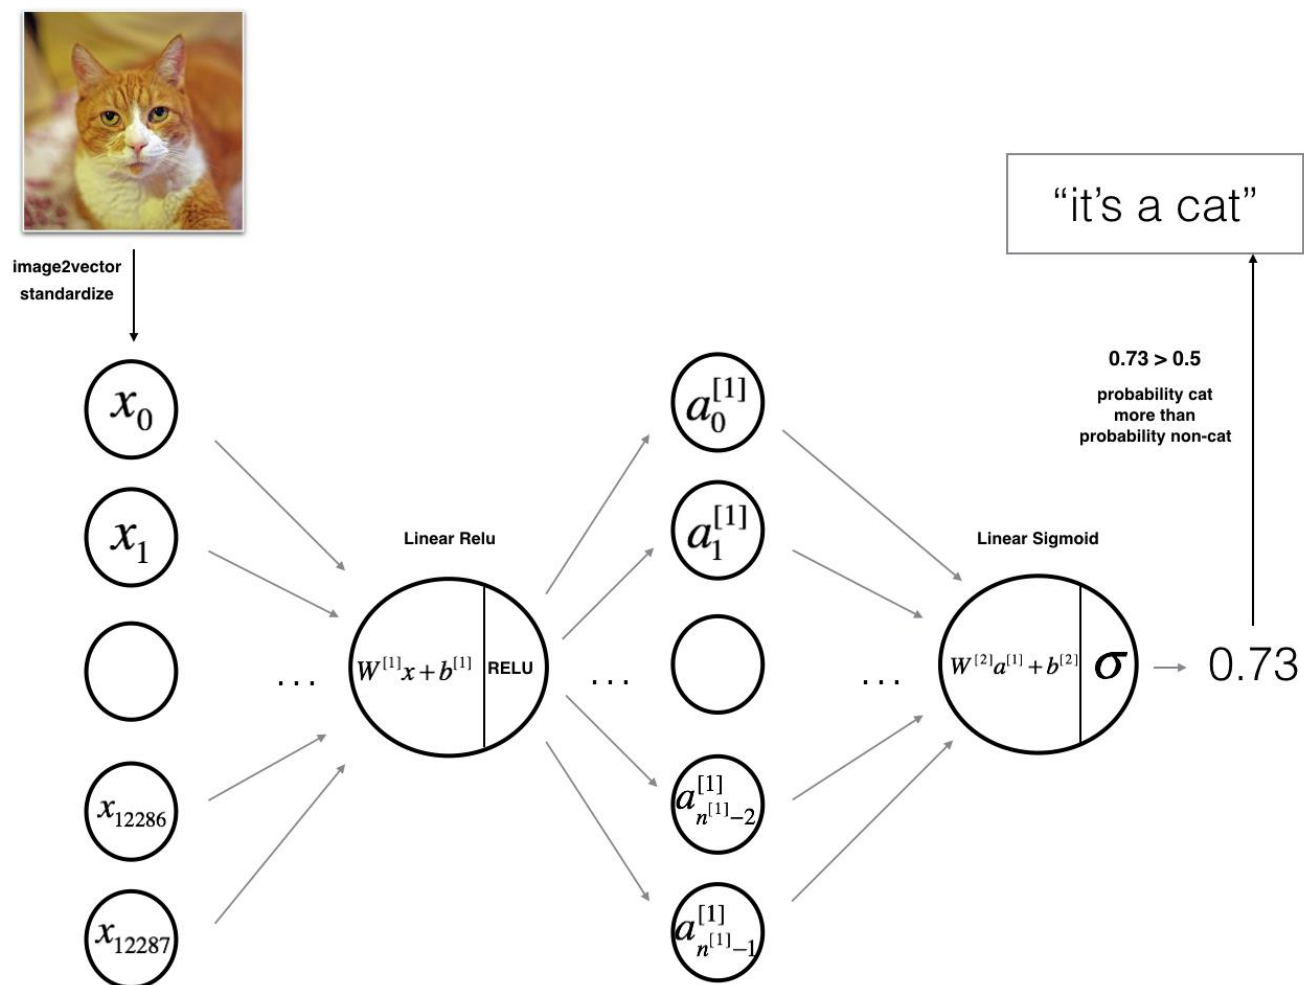 “it’s a cat”
image2vector
standardize
0.73 > 0.5
probability cat
more than
probability non-cat
x₀
a₀^[1]
x₁
a₁^[1]
Linear Relu
Linear Sigmoid
W^[1]x+b^[1] RELU
W^[2]a^[1]+b^[2] σ
0.73
...
...
...
x₁₂₂₈₆
a^[1]_{n^[1]−2}
x₁₂₂₈₇
a^[1]_{n^[1]−1}